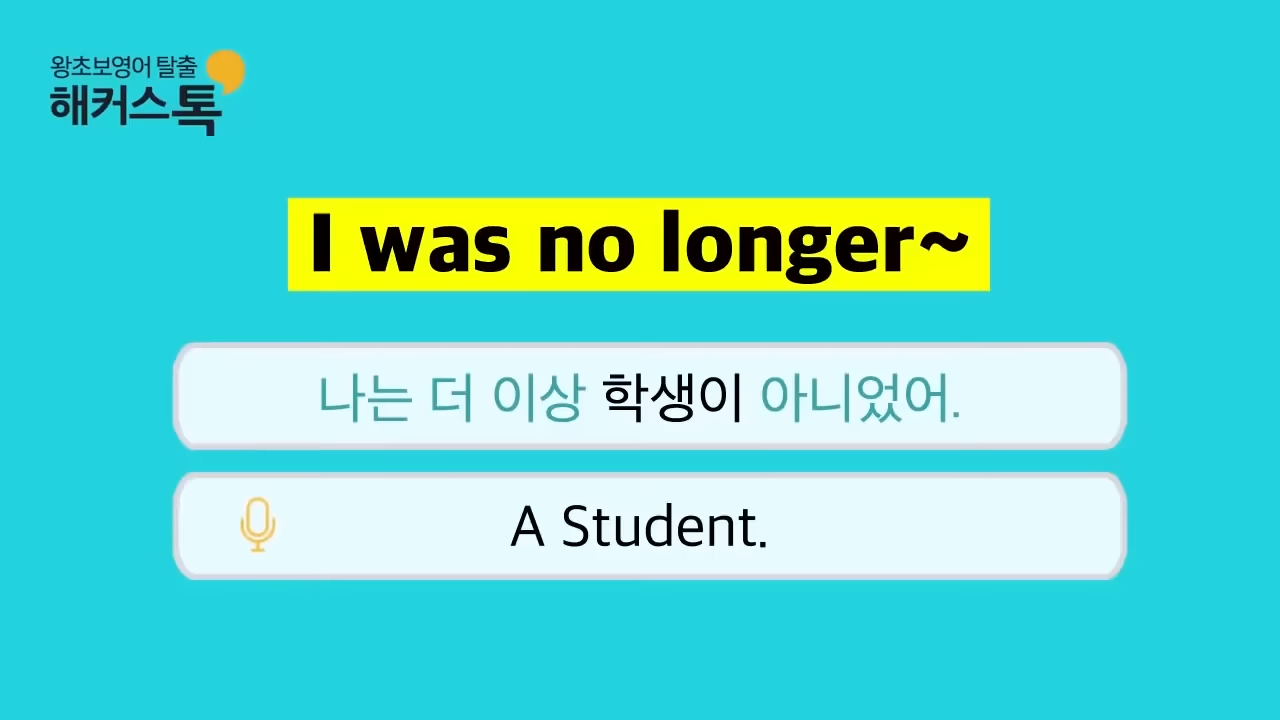 왕초보영어 탈출
해커스톡
I was no longer~
나는 더 이상 학생이 아니었어.
A Student.